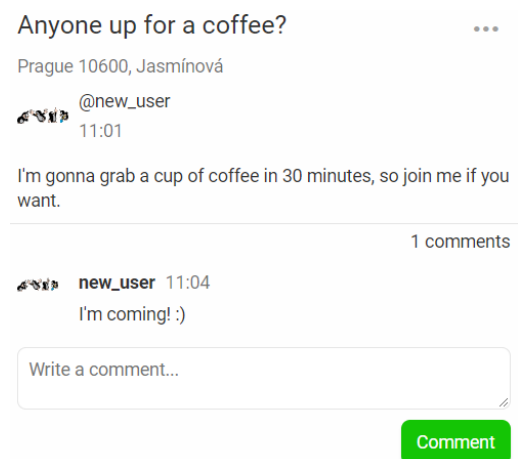 Anyone up for a coffee?
Prague 10600, Jasmínová
@new_user
11:01
I'm gonna grab a cup of coffee in 30 minutes, so join me if you
want.
1 comments
new_user 11:04
I'm coming! :)
Write a comment...
Comment